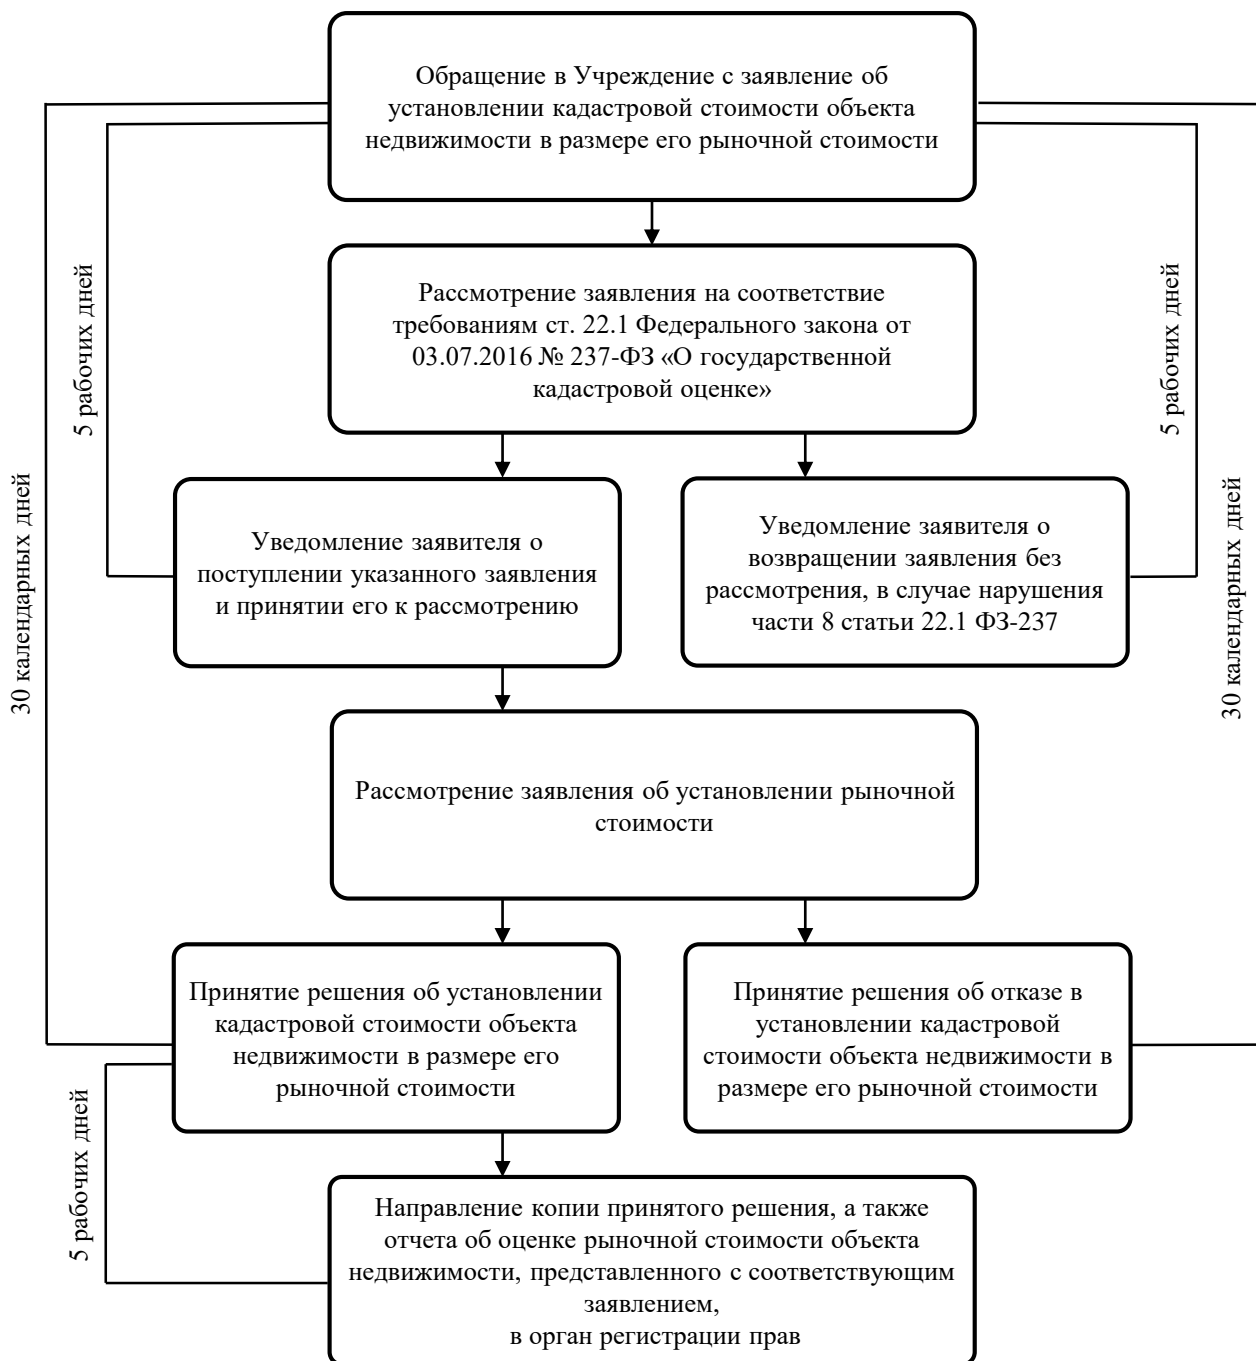 Обращение в Учреждение с заявление об
установлении кадастровой стоимости объекта
недвижимости в размере его рыночной стоимости
5 рабочих дней
5 рабочих дней
Рассмотрение заявления на соответствие
требованиям ст. 22.1 Федерального закона от
03.07.2016 № 237-ФЗ «О государственной
кадастровой оценке»
30 календарных дней
30 календарных дней
Уведомление заявителя о
поступлении указанного заявления
и принятии его к рассмотрению
Уведомление заявителя о
возвращении заявления без
рассмотрения, в случае нарушения
части 8 статьи 22.1 ФЗ-237
Рассмотрение заявления об установлении рыночной
стоимости
Принятие решения об установлении
кадастровой стоимости объекта
недвижимости в размере его
рыночной стоимости
Принятие решения об отказе в
установлении кадастровой
стоимости объекта недвижимости в
размере его рыночной стоимости
5 рабочих дней
Направление копии принятого решения, а также
отчета об оценке рыночной стоимости объекта
недвижимости, представленного с соответствующим
заявлением,
в орган регистрации прав